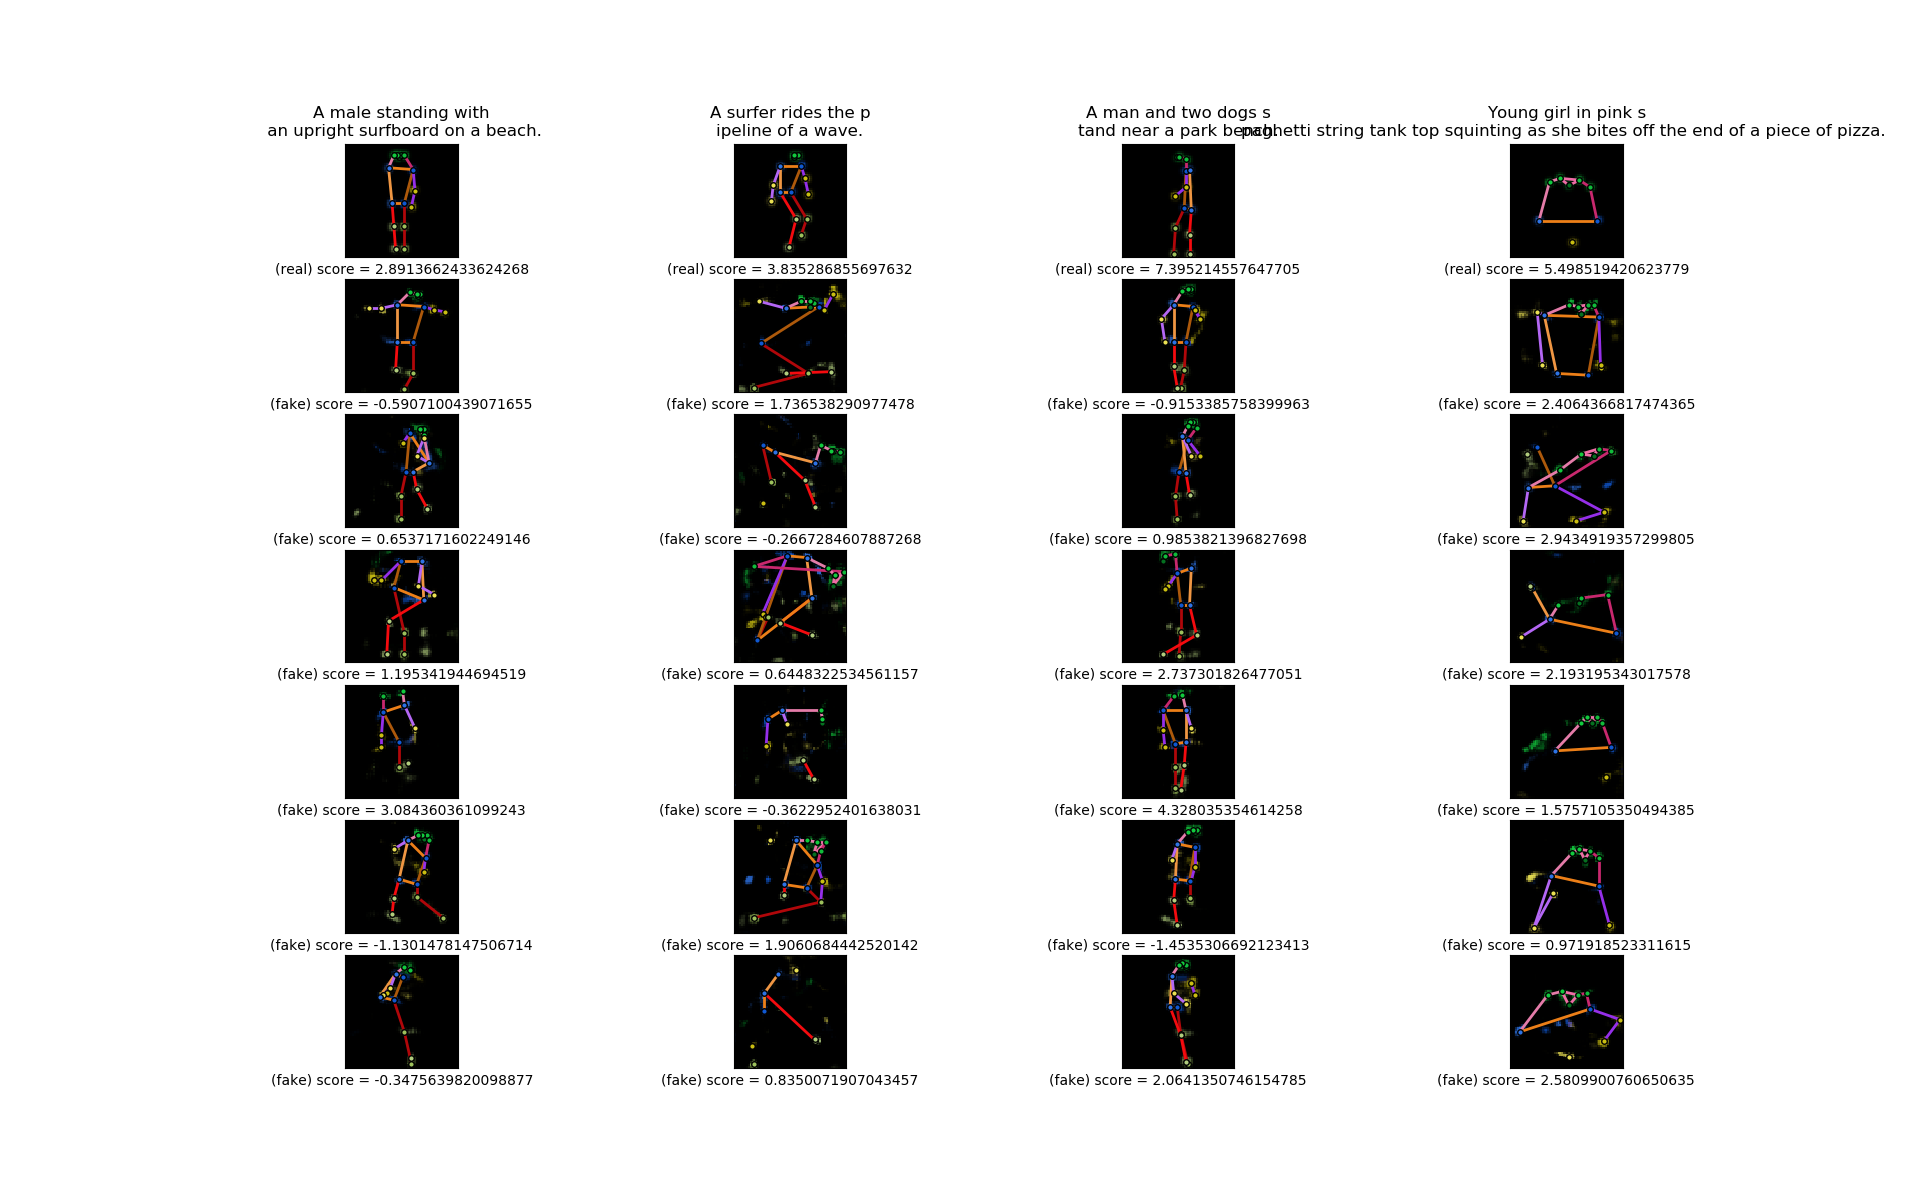 A male standing with
an upright surfboard on a beach.
A surfer rides the p
ipeline of a wave.
A man and two dogs s
tand near a park bench.
Young girl in pink s
paghetti string tank top squinting as she bites off the end of a piece of pizza.
(real) score = 2.8913662433624268
(real) score = 3.835286855697632
(real) score = 7.395214557647705
(real) score = 5.498519420623779
(fake) score = -0.5907100439071655
(fake) score = 1.736538290977478
(fake) score = -0.9153385758399963
(fake) score = 2.4064366817474365
(fake) score = 0.6537171602249146
(fake) score = -0.2667284607887268
(fake) score = 0.9853821396827698
(fake) score = 2.9434919357299805
(fake) score = 1.195341944694519
(fake) score = 0.6448322534561157
(fake) score = 2.737301826477051
(fake) score = 2.193195343017578
(fake) score = 3.084360361099243
(fake) score = -0.3622952401638031
(fake) score = 4.328035354614258
(fake) score = 1.5757105350494385
(fake) score = -1.1301478147506714
(fake) score = 1.9060684442520142
(fake) score = -1.4535306692123413
(fake) score = 0.971918523311615
(fake) score = -0.3475639820098877
(fake) score = 0.8350071907043457
(fake) score = 2.0641350746154785
(fake) score = 2.5809900760650635